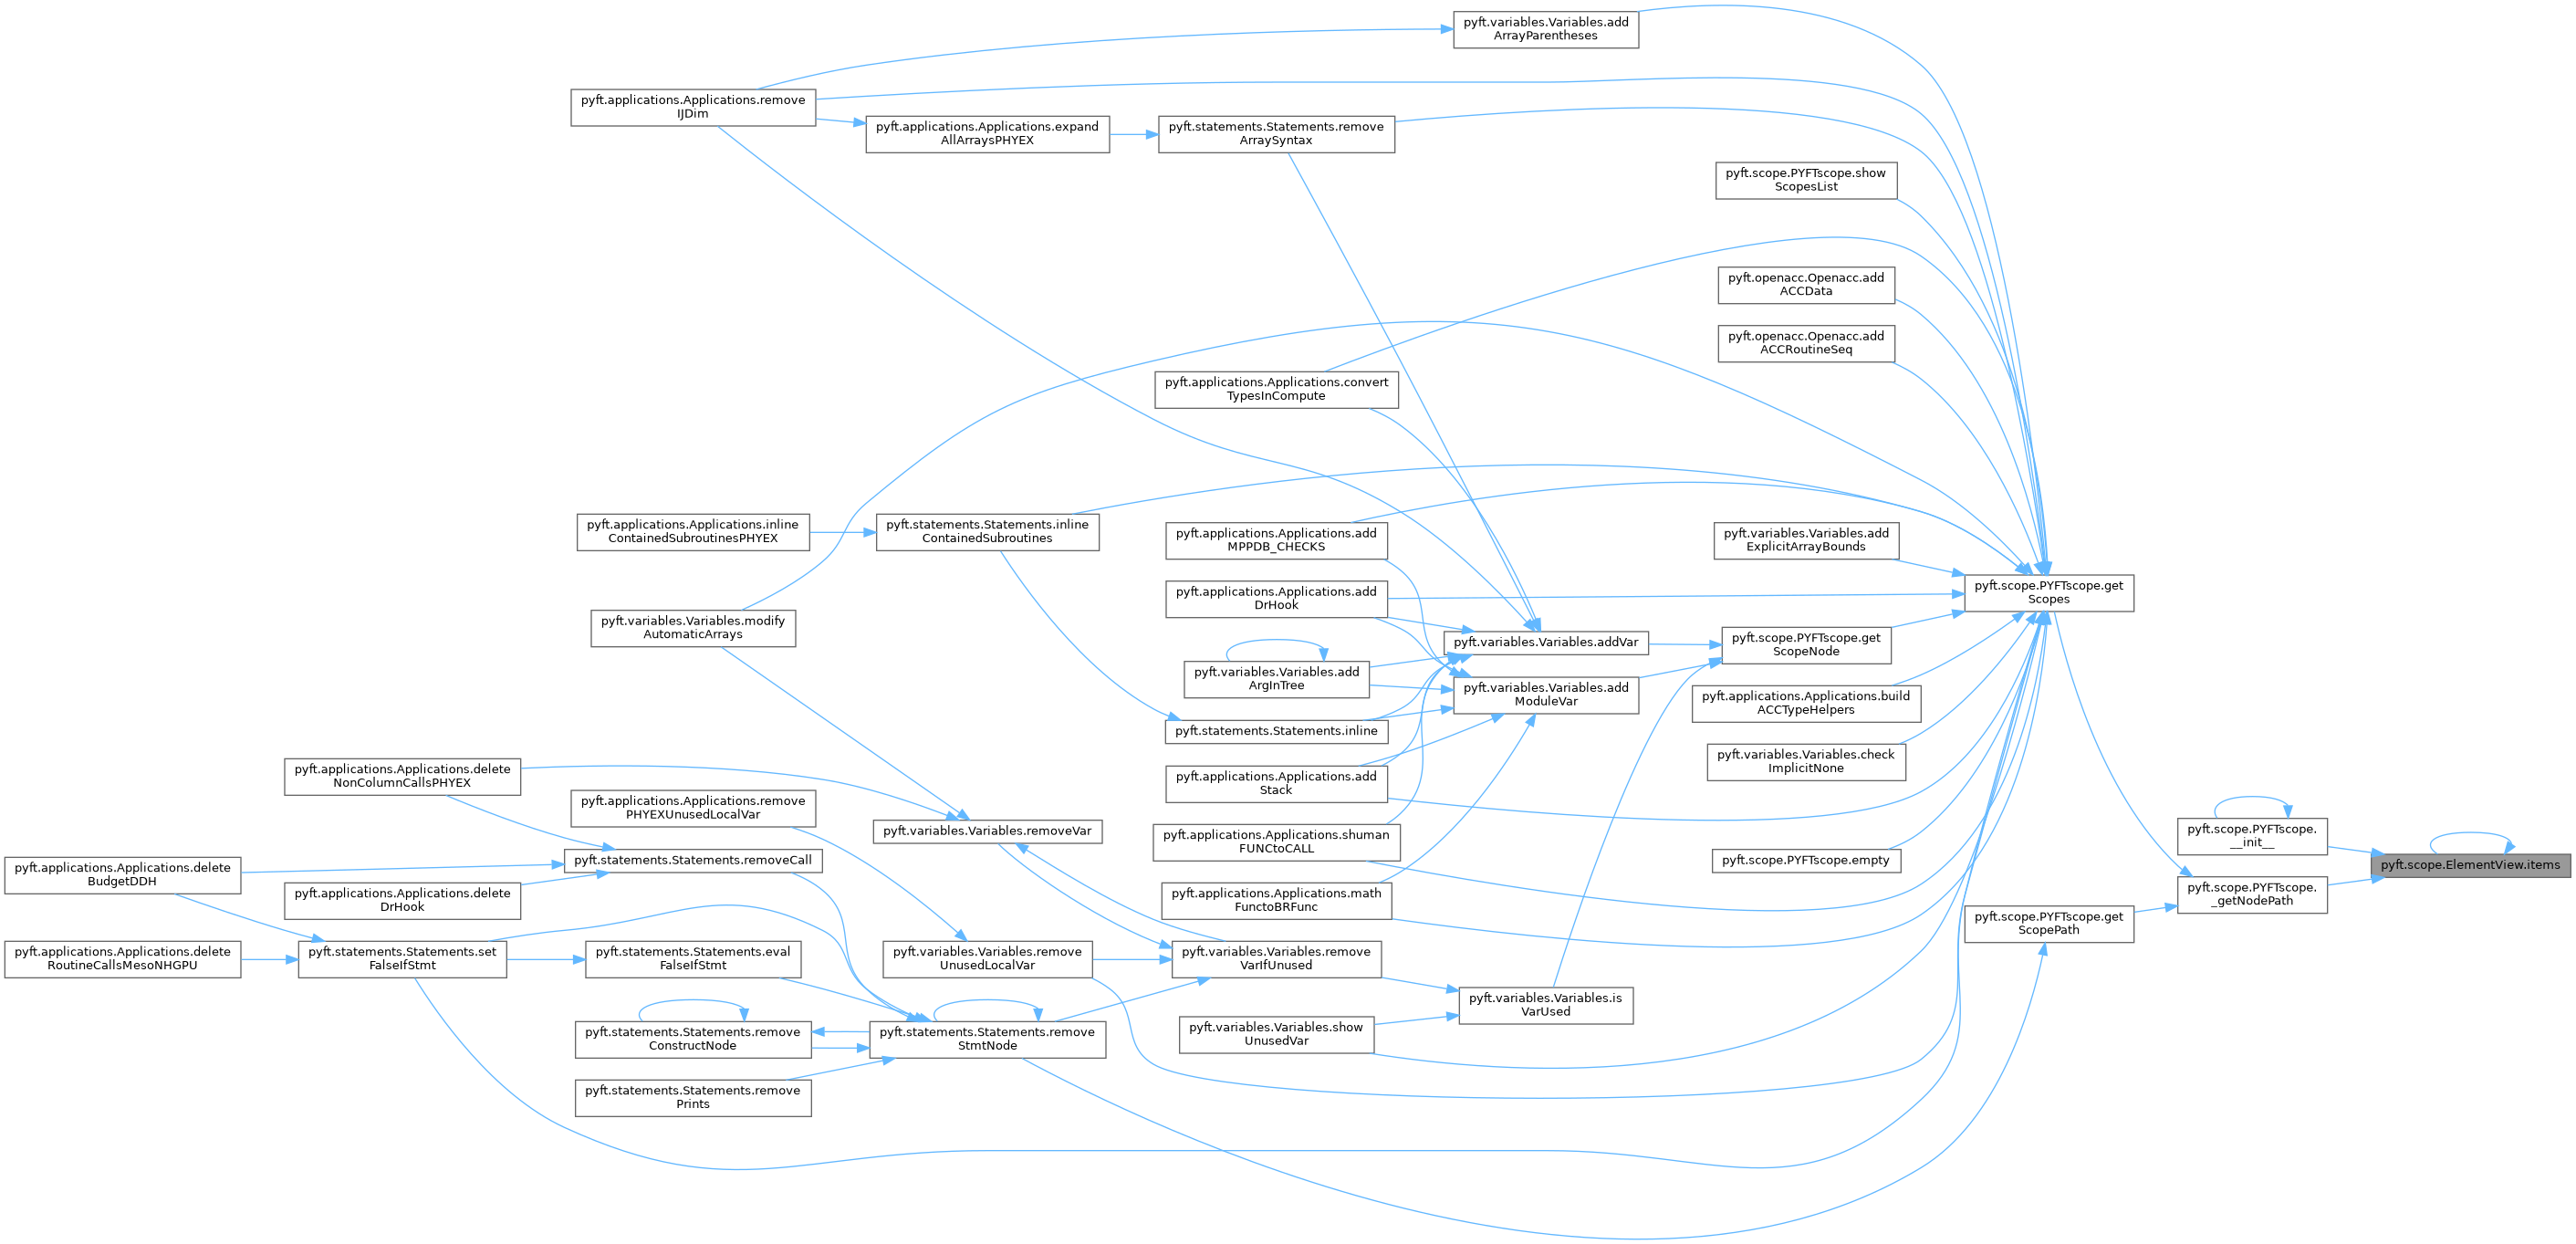 pyft.variables.Variables.add
ArrayParentheses
pyft.applications.Applications.remove
IJDim
pyft.applications.Applications.expand
AllArraysPHYEX
pyft.statements.Statements.remove
ArraySyntax
pyft.scope.PYFTscope.show
ScopesList
pyft.openacc.Openacc.add
ACCData
pyft.openacc.Openacc.add
ACCRoutineSeq
pyft.applications.Applications.convert
TypesInCompute
pyft.applications.Applications.inline
ContainedSubroutinesPHYEX
pyft.statements.Statements.inline
ContainedSubroutines
pyft.applications.Applications.add
MPPDB_CHECKS
pyft.variables.Variables.add
ExplicitArrayBounds
pyft.scope.PYFTscope.get
Scopes
pyft.applications.Applications.add
DrHook
pyft.variables.Variables.modify
AutomaticArrays
pyft.variables.Variables.addVar
pyft.scope.PYFTscope.get
ScopeNode
pyft.variables.Variables.add
ArgInTree
pyft.variables.Variables.add
ModuleVar
pyft.applications.Applications.build
ACCTypeHelpers
pyft.statements.Statements.inline
pyft.variables.Variables.check
ImplicitNone
pyft.applications.Applications.delete
NonColumnCallsPHYEX
pyft.applications.Applications.add
Stack
pyft.applications.Applications.remove
PHYEXUnusedLocalVar
pyft.variables.Variables.removeVar
pyft.applications.Applications.shuman
FUNCtoCALL
pyft.scope.PYFTscope.
__init__
pyft.statements.Statements.removeCall
pyft.scope.PYFTscope.empty
pyft.scope.ElementView.items
pyft.applications.Applications.delete
BudgetDDH
pyft.applications.Applications.delete
DrHook
pyft.applications.Applications.math
FunctoBRFunc
pyft.scope.PYFTscope.
_getNodePath
pyft.scope.PYFTscope.get
ScopePath
pyft.applications.Applications.delete
RoutineCallsMesoNHGPU
pyft.statements.Statements.set
FalseIfStmt
pyft.statements.Statements.eval
FalseIfStmt
pyft.variables.Variables.remove
UnusedLocalVar
pyft.variables.Variables.remove
VarIfUnused
pyft.variables.Variables.is
VarUsed
pyft.statements.Statements.remove
ConstructNode
pyft.statements.Statements.remove
StmtNode
pyft.variables.Variables.show
UnusedVar
pyft.statements.Statements.remove
Prints